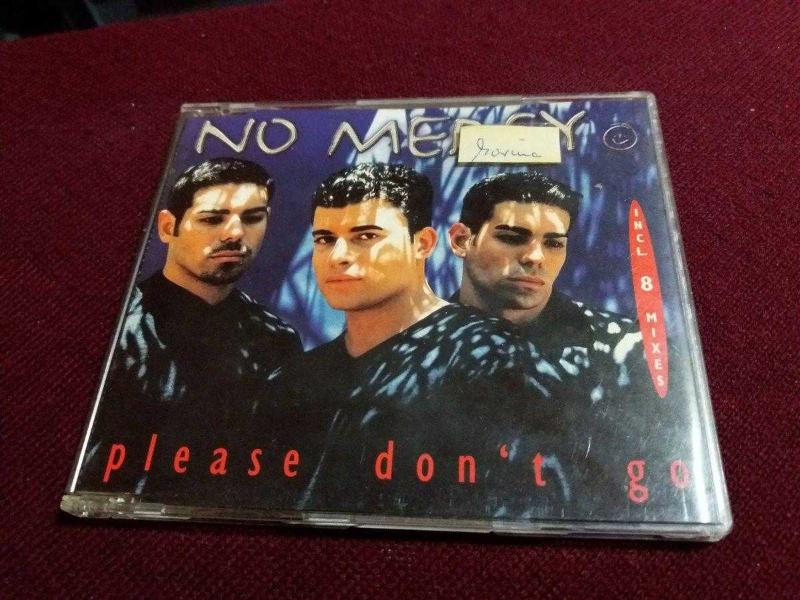 NO MERCY
INCL. 8 MIXES
please don't go